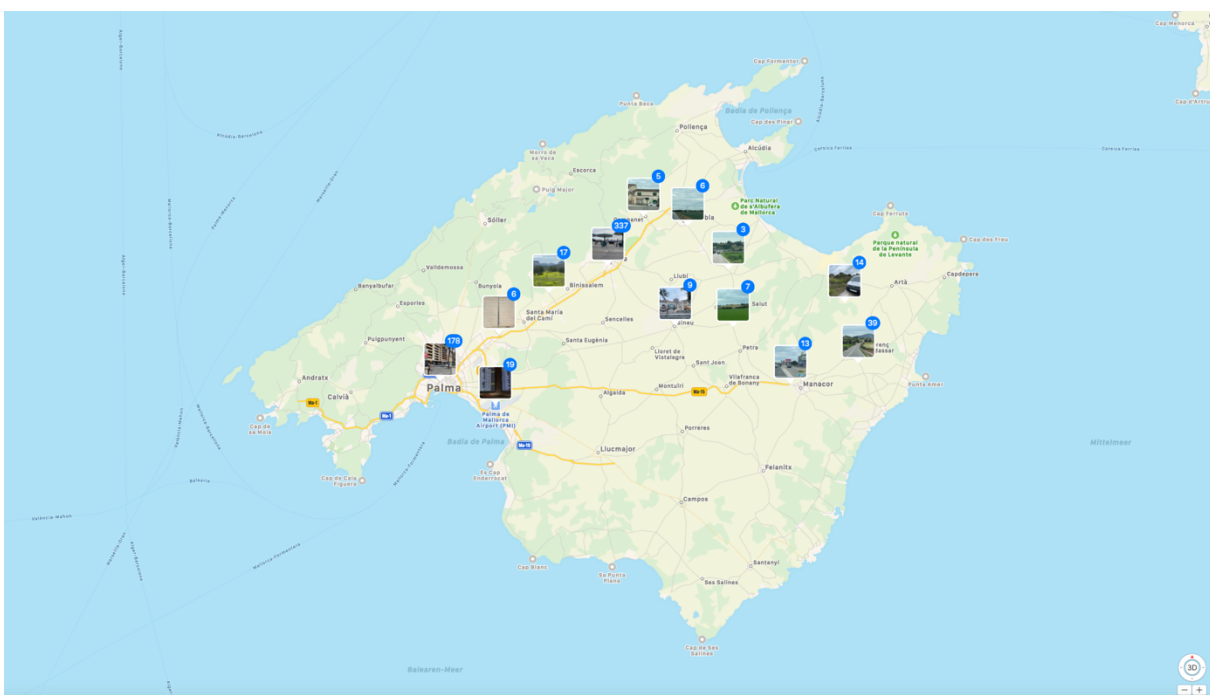 Cap Menorca
Cap Formentor
Cap d'Artru
Punta Beca
Badia de Pollença
Cap des Pinar
Pollença
Alcúdia
Morro de
sa Vaca
Escorca
Puig Major
5
6
Parc Natural
de s'Albufera
de Mallorca
Cap Ferrutx
Sóller
337
3
Parque natural
de la Península
de Levante
Cap des Freu
17
14
Capdepera
Valldemossa
Llubí
Artà
Banyalbufar
Bunyola
Binissalem
6
9
7
Salut
Esporles
Santa María
del Camí
Sencelles
39
Puigpunyent
178
Santa Eugènia
Lloret de
Vistalegre
Petra
13
19
Sant Joan
Andratx
Palma
Vilafranca
de Bonany
Manacor
Punta Amer
Calvià
Ma-1
Ma-1
Algaida
Montuïri
Ma-15
Palma de
Mallorca
Airport (PMI)
Cap de
sa Mola
Porreres
Badia de Palma
Ma-19
Llucmajor
Mittelmeer
Cap de Cala
Figuera
Es Cap
Enderrocat
Felanitx
Campos
Cap Blanc
Sa Punta
Plana
Santanyí
Ses Salines
Cap de Ses
Salines
Balearen-Meer
3D